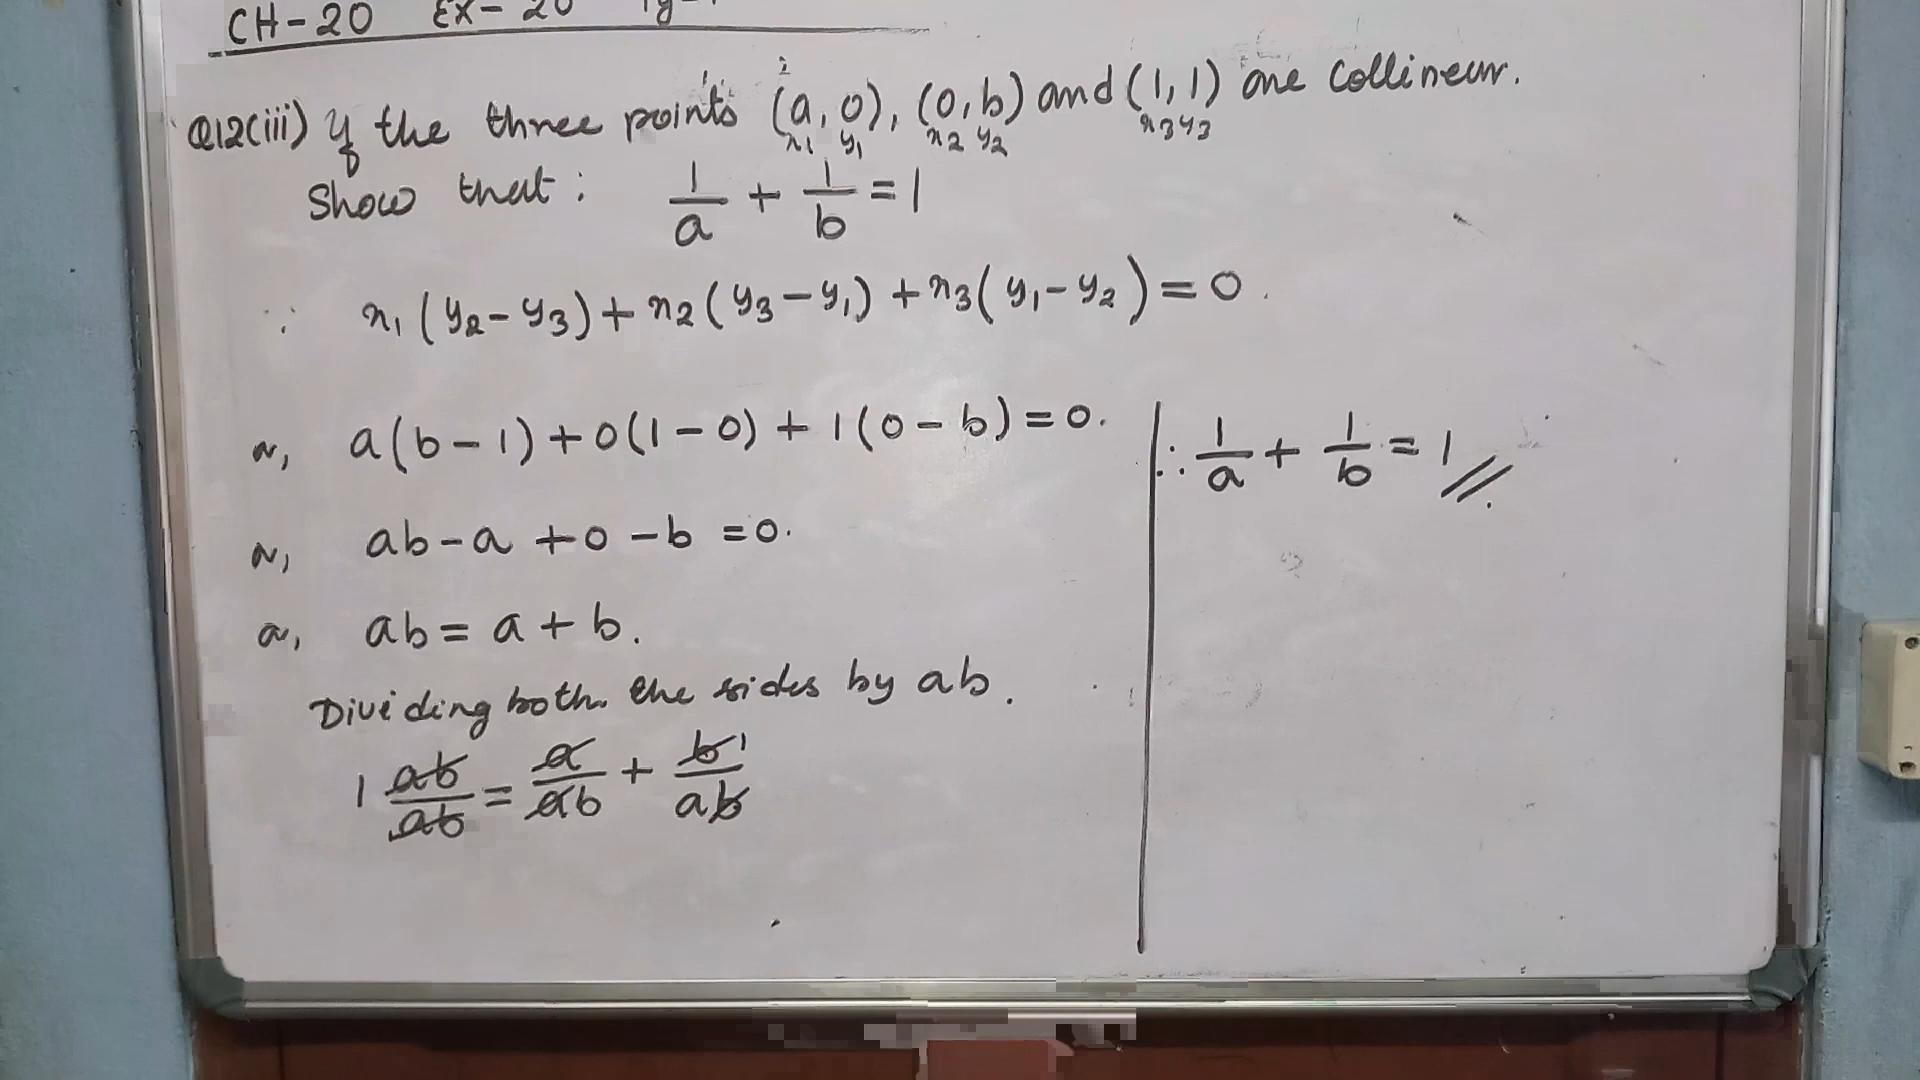 CH-20 EX-20
Q12(iii) If the three points (a, 0), (0, b) and (1, 1) are collinear.
x1 y1 x2 y2 x3 y3
Show that: 1/a + 1/b = 1
∵ x1(y2-y3)+x2(y3-y1)+x3(y1-y2)=0.
or, a(b-1)+0(1-0)+1(0-b)=0.
or, ab-a+0-b=0.
or, ab=a+b.
Dividing both the sides by ab.
1 ab/ab = a/ab + b1/ab
∴ 1/a + 1/b = 1 //.